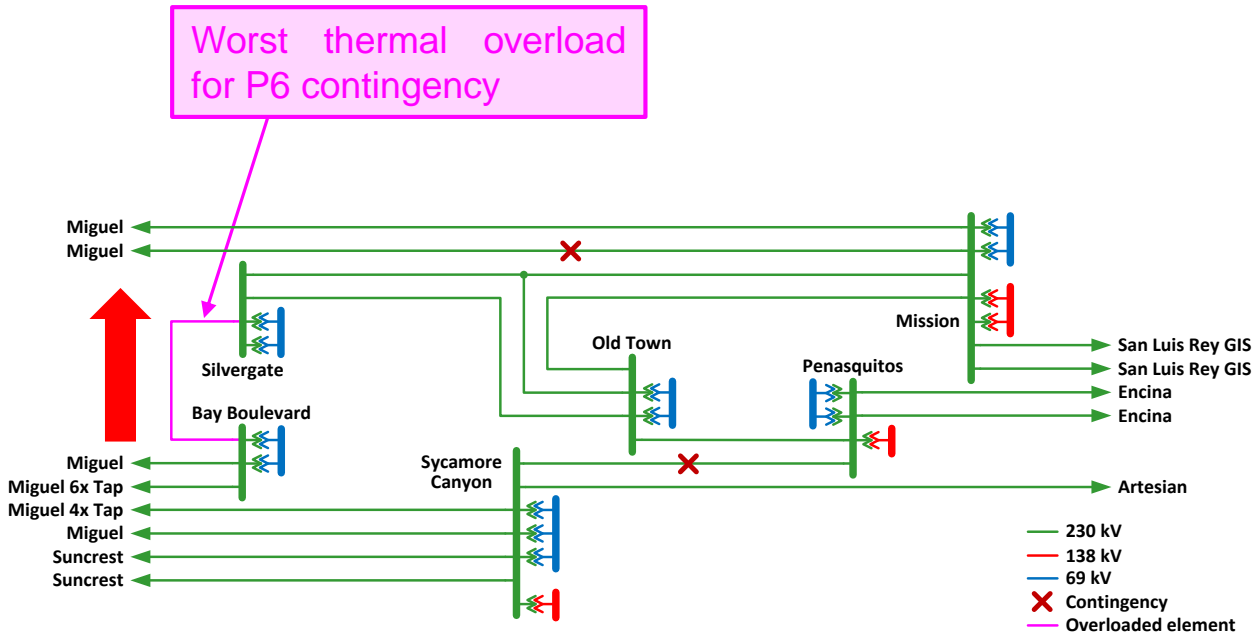 Worst thermal overload
for P6 contingency
Miguel
Miguel
Mission
San Luis Rey GIS
San Luis Rey GIS
Old Town
Penasquitos
Silvergate
Encina
Encina
Bay Boulevard
Miguel
Miguel 6x Tap
Sycamore
Canyon
Artesian
Miguel 4x Tap
Miguel
Suncrest
Suncrest
230 kV
138 kV
69 kV
Contingency
Overloaded element